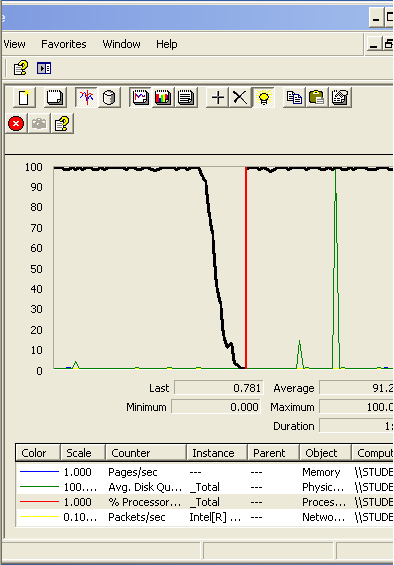 e
View Favorites Window Help
100
90
80
70
60
50
40
30
20
10
0
Last 0.781 Average 91.2
Minimum 0.000 Maximum 100.0
Duration 1:
Color Scale Counter Instance Parent Object Compu
1.000 Pages/sec --- --- Memory \\STUDE
100.... Avg. Disk Qu... _Total --- Physic... \\STUDE
1.000 % Processor... _Total --- Proces... \\STUDE
0.10... Packets/sec Intel[R] ... --- Netwo... \\STUDE